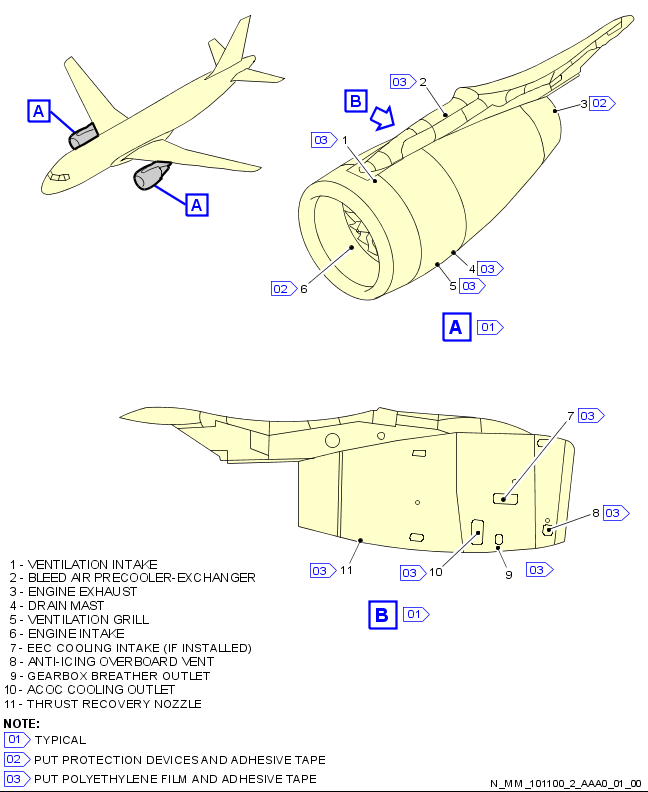 A
A
B
03 2
03 1
3 02
4 03
5 03
02 6
A 01
7 03
8 03
03 11
03 10
9 03
B 01
1 - VENTILATION INTAKE
2 - BLEED AIR PRECOOLER-EXCHANGER
3 - ENGINE EXHAUST
4 - DRAIN MAST
5 - VENTILATION GRILL
6 - ENGINE INTAKE
7 - EEC COOLING INTAKE (IF INSTALLED)
8 - ANTI-ICING OVERBOARD VENT
9 - GEARBOX BREATHER OUTLET
10 - ACOC COOLING OUTLET
11 - THRUST RECOVERY NOZZLE
NOTE:
01 TYPICAL
02 PUT PROTECTION DEVICES AND ADHESIVE TAPE
03 PUT POLYETHYLENE FILM AND ADHESIVE TAPE
N_MM_101100_2_AAA0_01_00